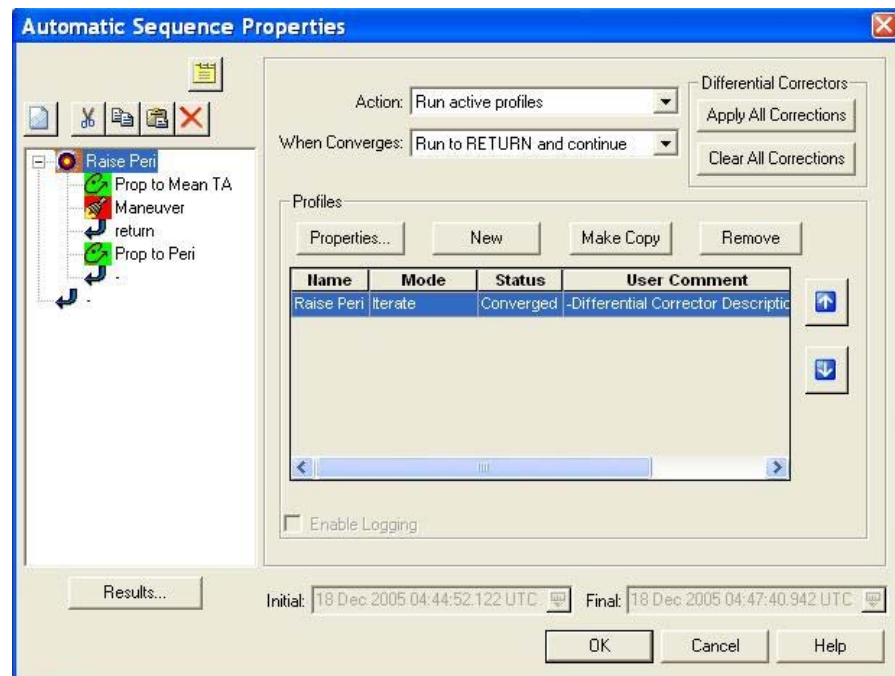 Automatic Sequence Properties
Raise Peri
Prop to Mean TA
Maneuver
return
Prop to Peri
-
-
Action: Run active profiles
When Converges: Run to RETURN and continue
Differential Correctors
Apply All Corrections
Clear All Corrections
Profiles
Properties... New Make Copy Remove
Name Mode Status User Comment
Raise Peri Iterate Converged -Differential Corrector Descriptic
Enable Logging
Results...
Initial: 18 Dec 2005 04:44:52.122 UTC Final: 18 Dec 2005 04:47:40.942 UTC
OK Cancel Help